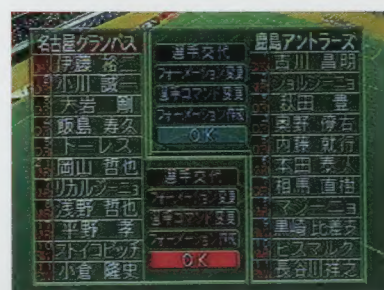 名古屋グランパス
伊藤 裕二
小川 誠二
大岩 剛
飯島 寿久
トーレス
岡山 哲也
リカルジーニョ
浅野 哲也
平野 孝
ストイコビッチ
小倉 隆史
選手交代
フォーメーション変更
選手コマンド変更
フォーメーション作成
OK
選手交代
フォーメーション変更
選手コマンド変更
フォーメーション作成
OK
鹿島アントラーズ
古川 昌明
ジョルジーニョ
秋田 豊
奥野 僚右
内藤 就行
本田 泰人
相馬 直樹
マジーニョ
黒崎 比差支
ビスマルク
長谷川祥之